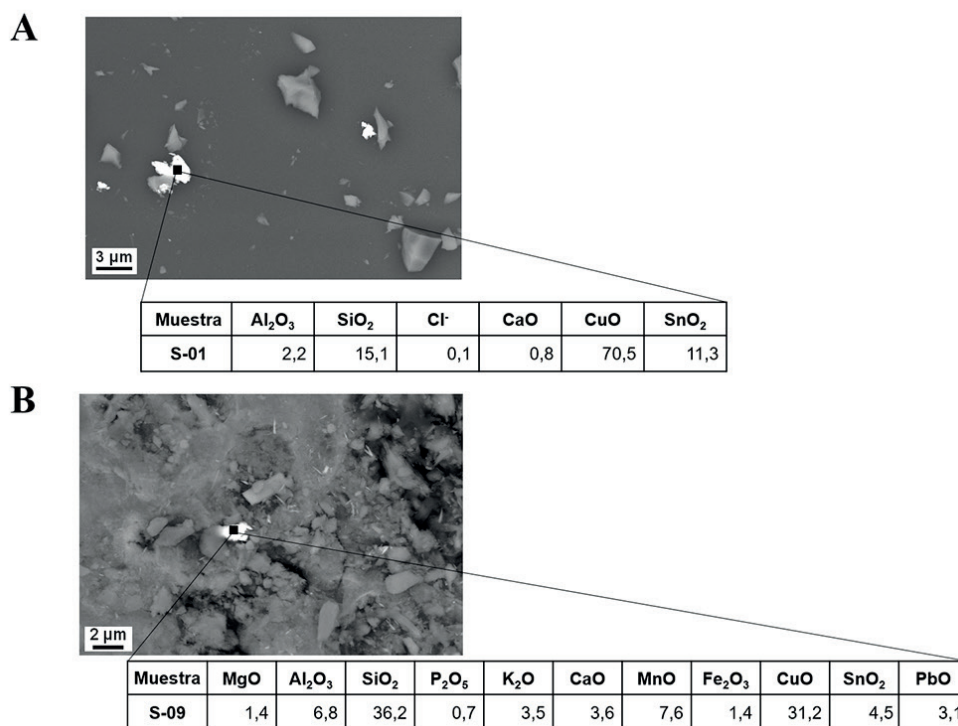 A
3 µm
Muestra Al₂O₃ SiO₂ Cl⁻ CaO CuO SnO₂
S-01 2,2 15,1 0,1 0,8 70,5 11,3
B
2 µm
Muestra MgO Al₂O₃ SiO₂ P₂O₅ K₂O CaO MnO Fe₂O₃ CuO SnO₂ PbO
S-09 1,4 6,8 36,2 0,7 3,5 3,6 7,6 1,4 31,2 4,5 3,1